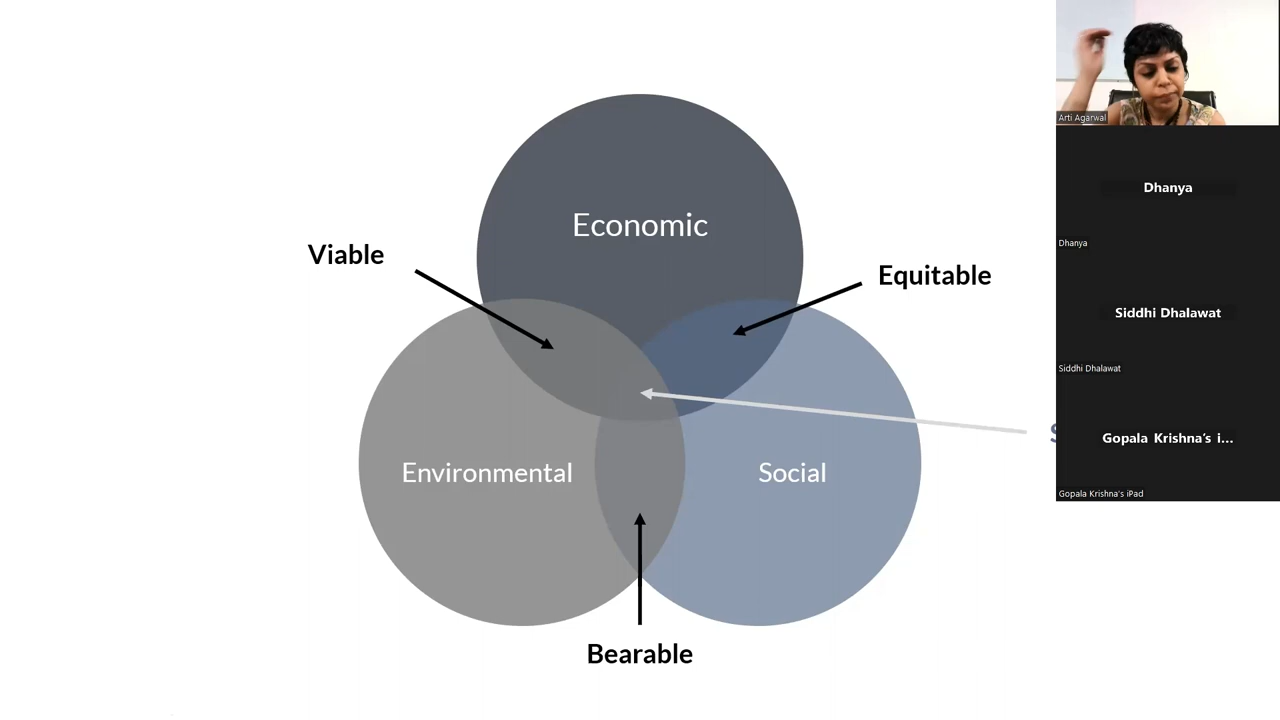 Economic
Viable
Equitable
Environmental
Social
Bearable
Arti Agarwal
Dhanya
Dhanya
Siddhi Dhalawat
Siddhi Dhalawat
Gopala Krishna's i...
Gopala Krishna's iPad